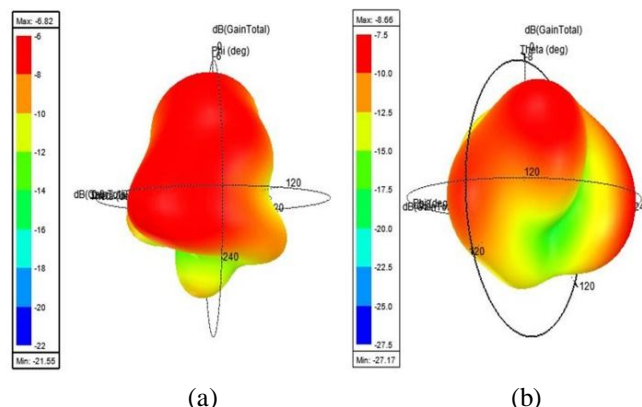 Max: -6.82
-6
-8
-10
-12
-14
-16
-18
-20
-22
Min: -21.55
dB(GainTotal)
Phi (deg)
120
240
(a)
Max: -8.66
-7.5
-10.0
-12.5
-15.0
-17.5
-20.0
-22.5
-25.0
-27.5
Min: -27.17
dB(GainTotal)
Theta (deg)
120
120
120
(b)